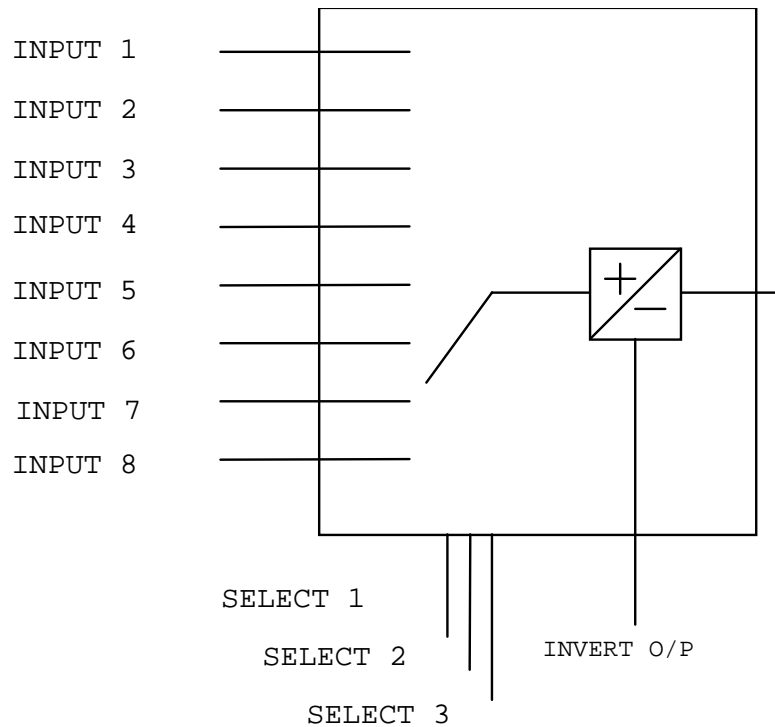 INPUT 1
INPUT 2
INPUT 3
INPUT 4
INPUT 5
INPUT 6
INPUT 7
INPUT 8
+
−
SELECT 1
SELECT 2
SELECT 3
INVERT O/P